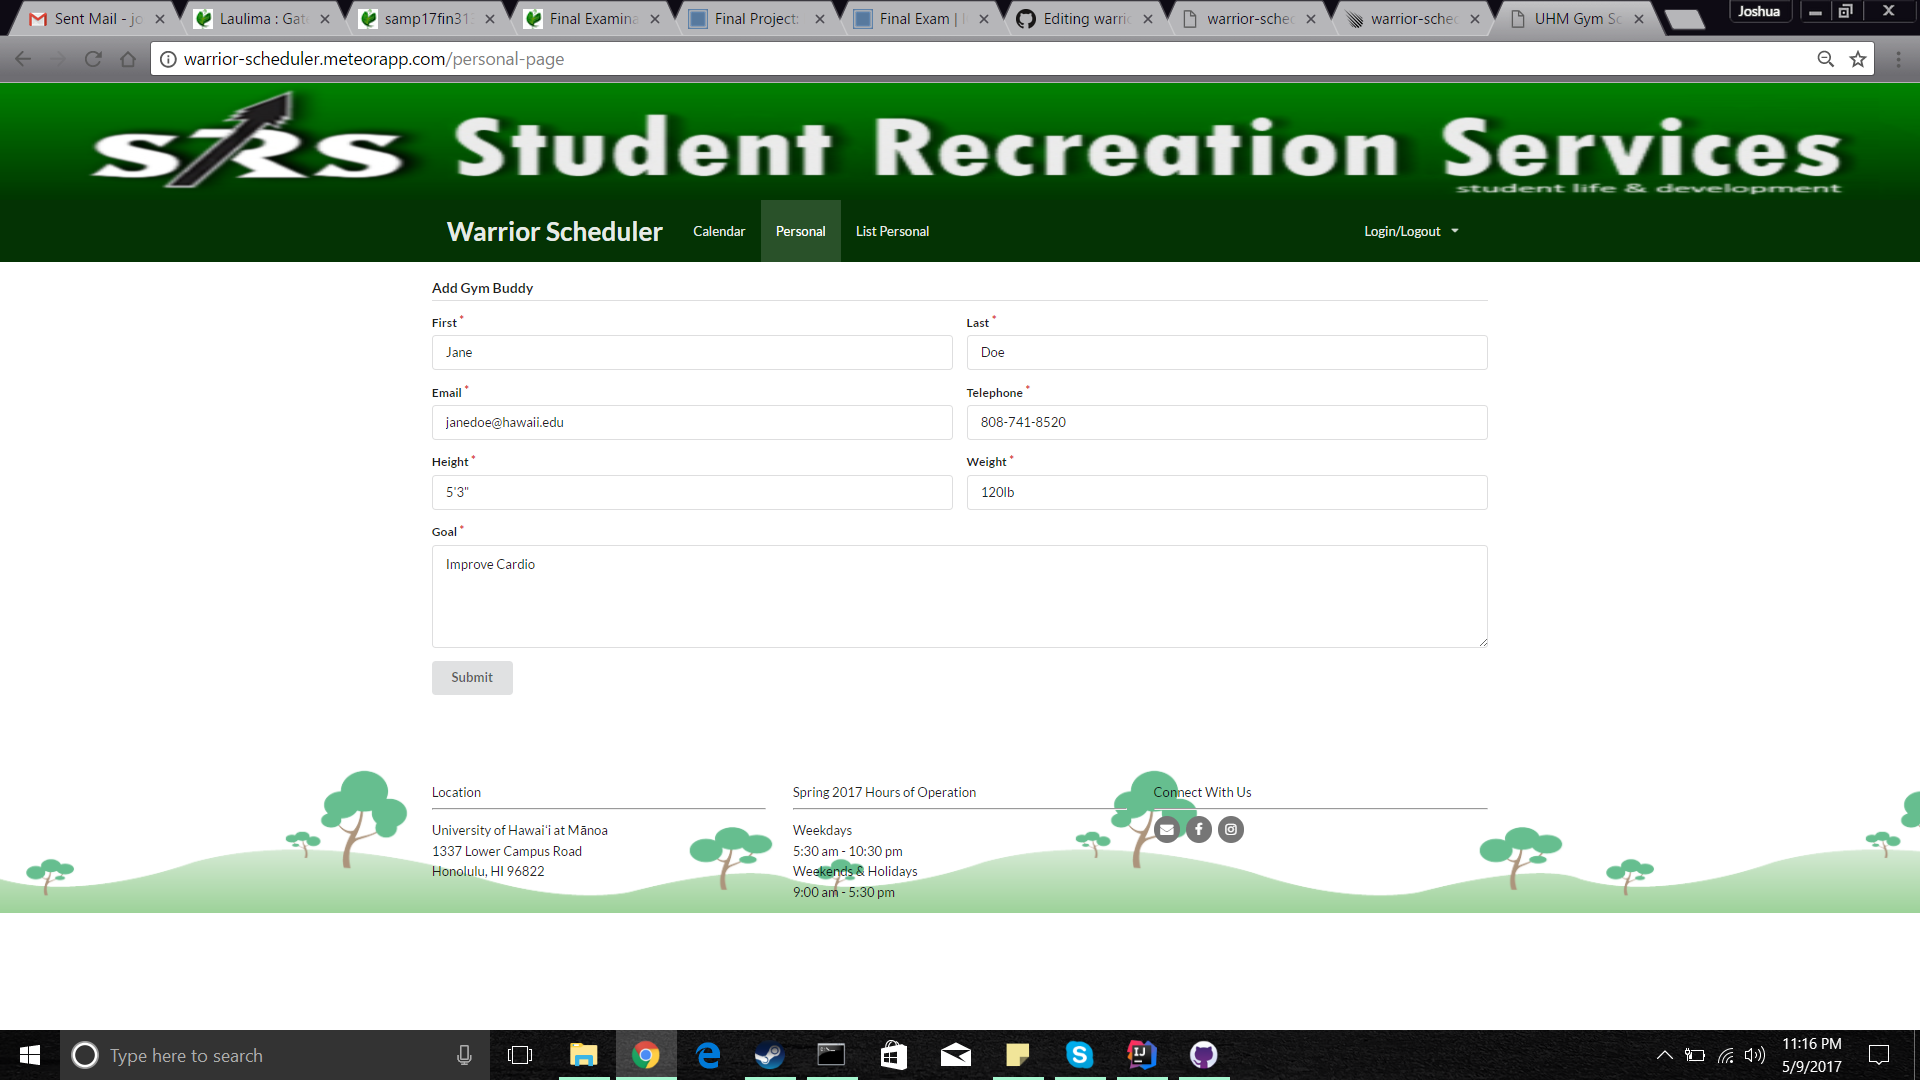 Sent Mail - jo
Laulima : Gat
samp17fin313
Final Examina
Final Project:
Final Exam |
Editing warri
warrior-sched
warrior-sched
UHM Gym Sc
Joshua
warrior-scheduler.meteorapp.com/personal-page
SRS Student Recreation Services
student life & development
Warrior Scheduler
Calendar
Personal
List Personal
Login/Logout
Add Gym Buddy
First *
Last *
Jane
Doe
Email *
Telephone *
janedoe@hawaii.edu
808-741-8520
Height *
Weight *
5'3"
120lb
Goal *
Improve Cardio
Submit
Location
Spring 2017 Hours of Operation
Connect With Us
University of Hawai'i at Mānoa
1337 Lower Campus Road
Honolulu, HI 96822
Weekdays
5:30 am - 10:30 pm
Weekends & Holidays
9:00 am - 5:30 pm
Type here to search
11:16 PM
5/9/2017